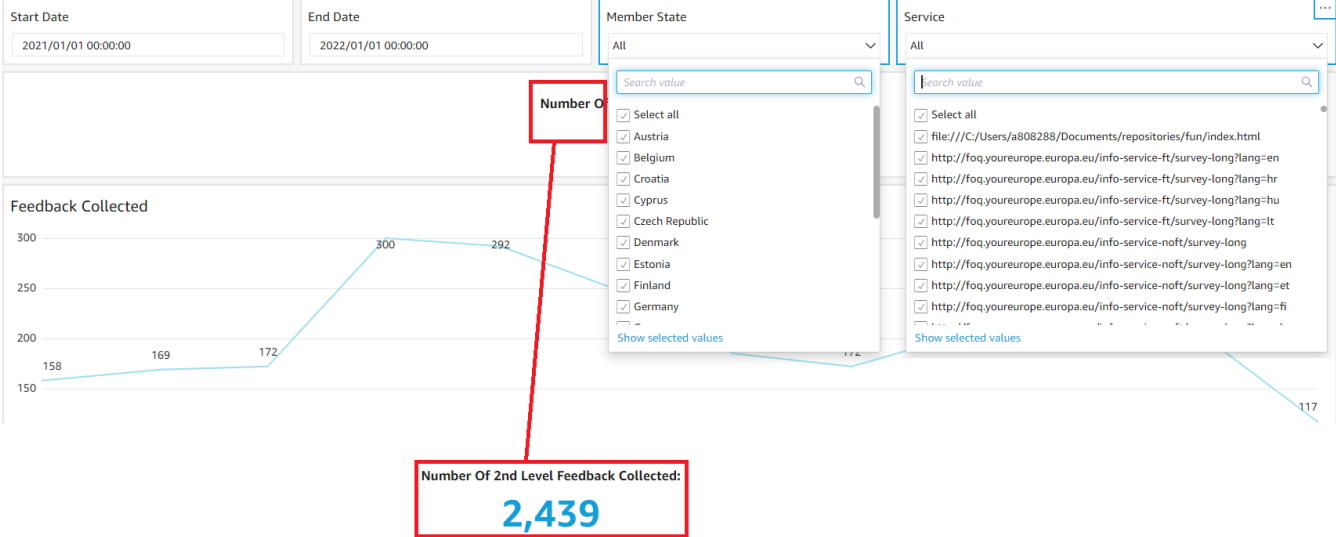 Start Date
2021/01/01 00:00:00
End Date
2022/01/01 00:00:00
Member State
All
Search value
Select all
Austria
Belgium
Croatia
Cyprus
Czech Republic
Denmark
Estonia
Finland
Germany
Show selected values
Service
All
Search value
Select all
file:///C:/Users/a808288/Documents/repositories/fun/index.html
http://foq.youreurope.europa.eu/info-service-ft/survey-long?lang=en
http://foq.youreurope.europa.eu/info-service-ft/survey-long?lang=hr
http://foq.youreurope.europa.eu/info-service-ft/survey-long?lang=hu
http://foq.youreurope.europa.eu/info-service-ft/survey-long?lang=lt
http://foq.youreurope.europa.eu/info-service-noft/survey-long
http://foq.youreurope.europa.eu/info-service-noft/survey-long?lang=en
http://foq.youreurope.europa.eu/info-service-noft/survey-long?lang=et
http://foq.youreurope.europa.eu/info-service-noft/survey-long?lang=fi
Show selected values
Number O
Feedback Collected
300
250
200
150
158
169
172
300
292
172
117
Number Of 2nd Level Feedback Collected:
2,439